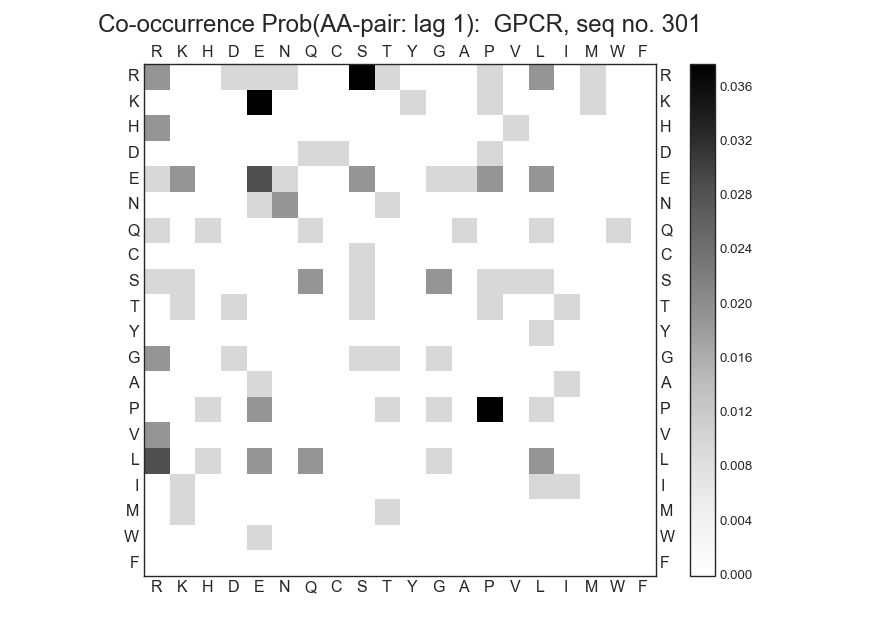 Co-occurrence Prob(AA-pair: lag 1):  GPCR, seq no. 301
R K H D E N Q C S T Y G A P V L I M W F
R R 0.036
K K
H H 0.032
D D
E E 0.028
N N
Q Q 0.024
C C
S S 0.020
T T
Y Y
G G 0.016
A A
P P 0.012
V V
L L 0.008
I I
M M 0.004
W W
F F 0.000
R K H D E N Q C S T Y G A P V L I M W F